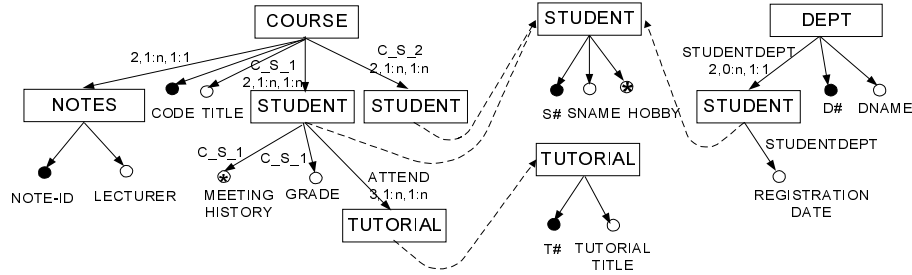 COURSE
STUDENT
DEPT
2,1:n,1:1
C_S_1
2,1:n,1:n
C_S_2
2,1:n,1:n
STUDENTDEPT
2,0:n,1:1
NOTES
CODE TITLE
STUDENT
STUDENT
S# SNAME HOBBY
STUDENT
D# DNAME
C_S_1
C_S_1
ATTEND
3,1:n,1:n
TUTORIAL
STUDENTDEPT
NOTE-ID
LECTURER
MEETING
HISTORY
GRADE
REGISTRATION
DATE
TUTORIAL
T#
TUTORIAL
TITLE